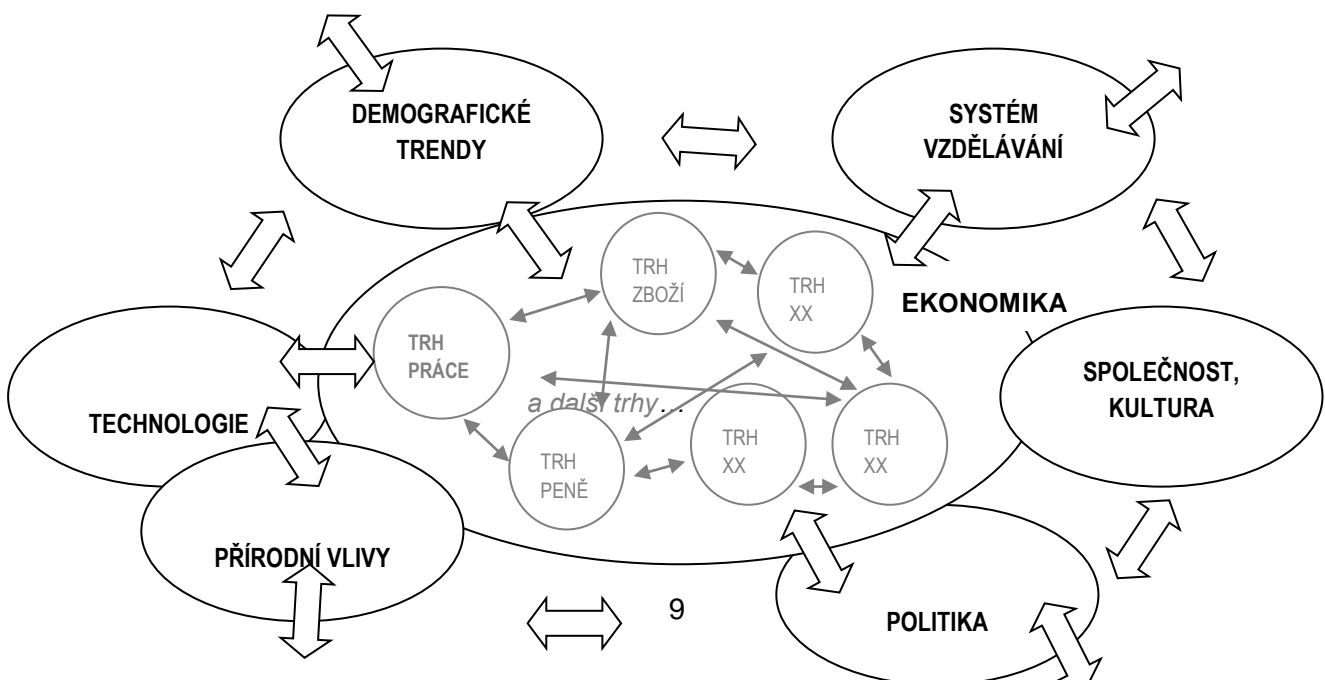 DEMOGRAFICKÉ
TRENDY
SYSTÉM
VZDĚLÁVÁNÍ
TRH
ZBOŽÍ
TRH
XX
EKONOMIKA
TRH
PRÁCE
SPOLEČNOST,
KULTURA
a další trhy…
TECHNOLOGIE
TRH
PENĚ
TRH
XX
TRH
XX
PŘÍRODNÍ VLIVY
9
POLITIKA